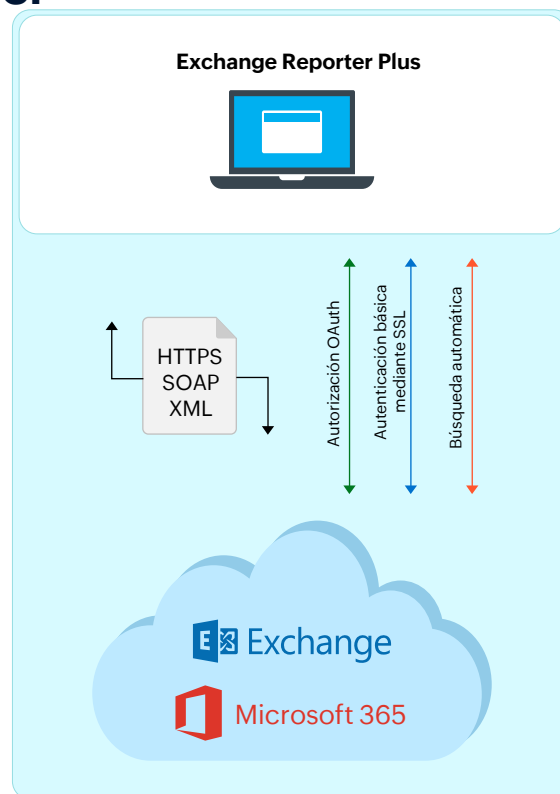 Exchange Reporter Plus
HTTPS
SOAP
XML
Autorización OAuth
Autenticación básica
mediante SSL
Búsqueda automática
Exchange
Microsoft 365